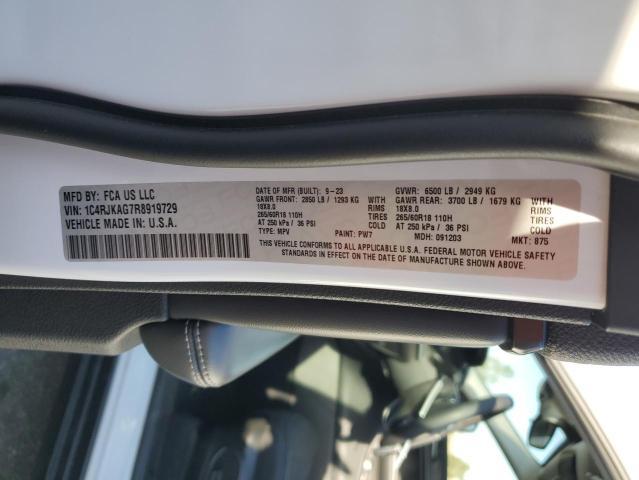 MFD BY: FCA US LLC
VIN: 1C4RJKAG7R8919729
VEHICLE MADE IN: U.S.A.
DATE OF MFR (BUILT): 9-23
GAWR FRONT: 2850 LB / 1293 KG
18X8.0 RIMS
265/60R18 110H TIRES
AT 250 kPa / 36 PSI COLD
TYPE: MPV PAINT: PW7
GVWR: 6500 LB / 2949 KG
GAWR REAR: 3700 LB / 1679 KG
18X8.0 RIMS
265/60R18 110H TIRES
AT 250 kPa / 36 PSI COLD
MDH: 091203 MKT: 875
THIS VEHICLE CONFORMS TO ALL APPLICABLE U.S.A. FEDERAL MOTOR VEHICLE SAFETY
STANDARDS IN EFFECT ON THE DATE OF MANUFACTURE SHOWN ABOVE.